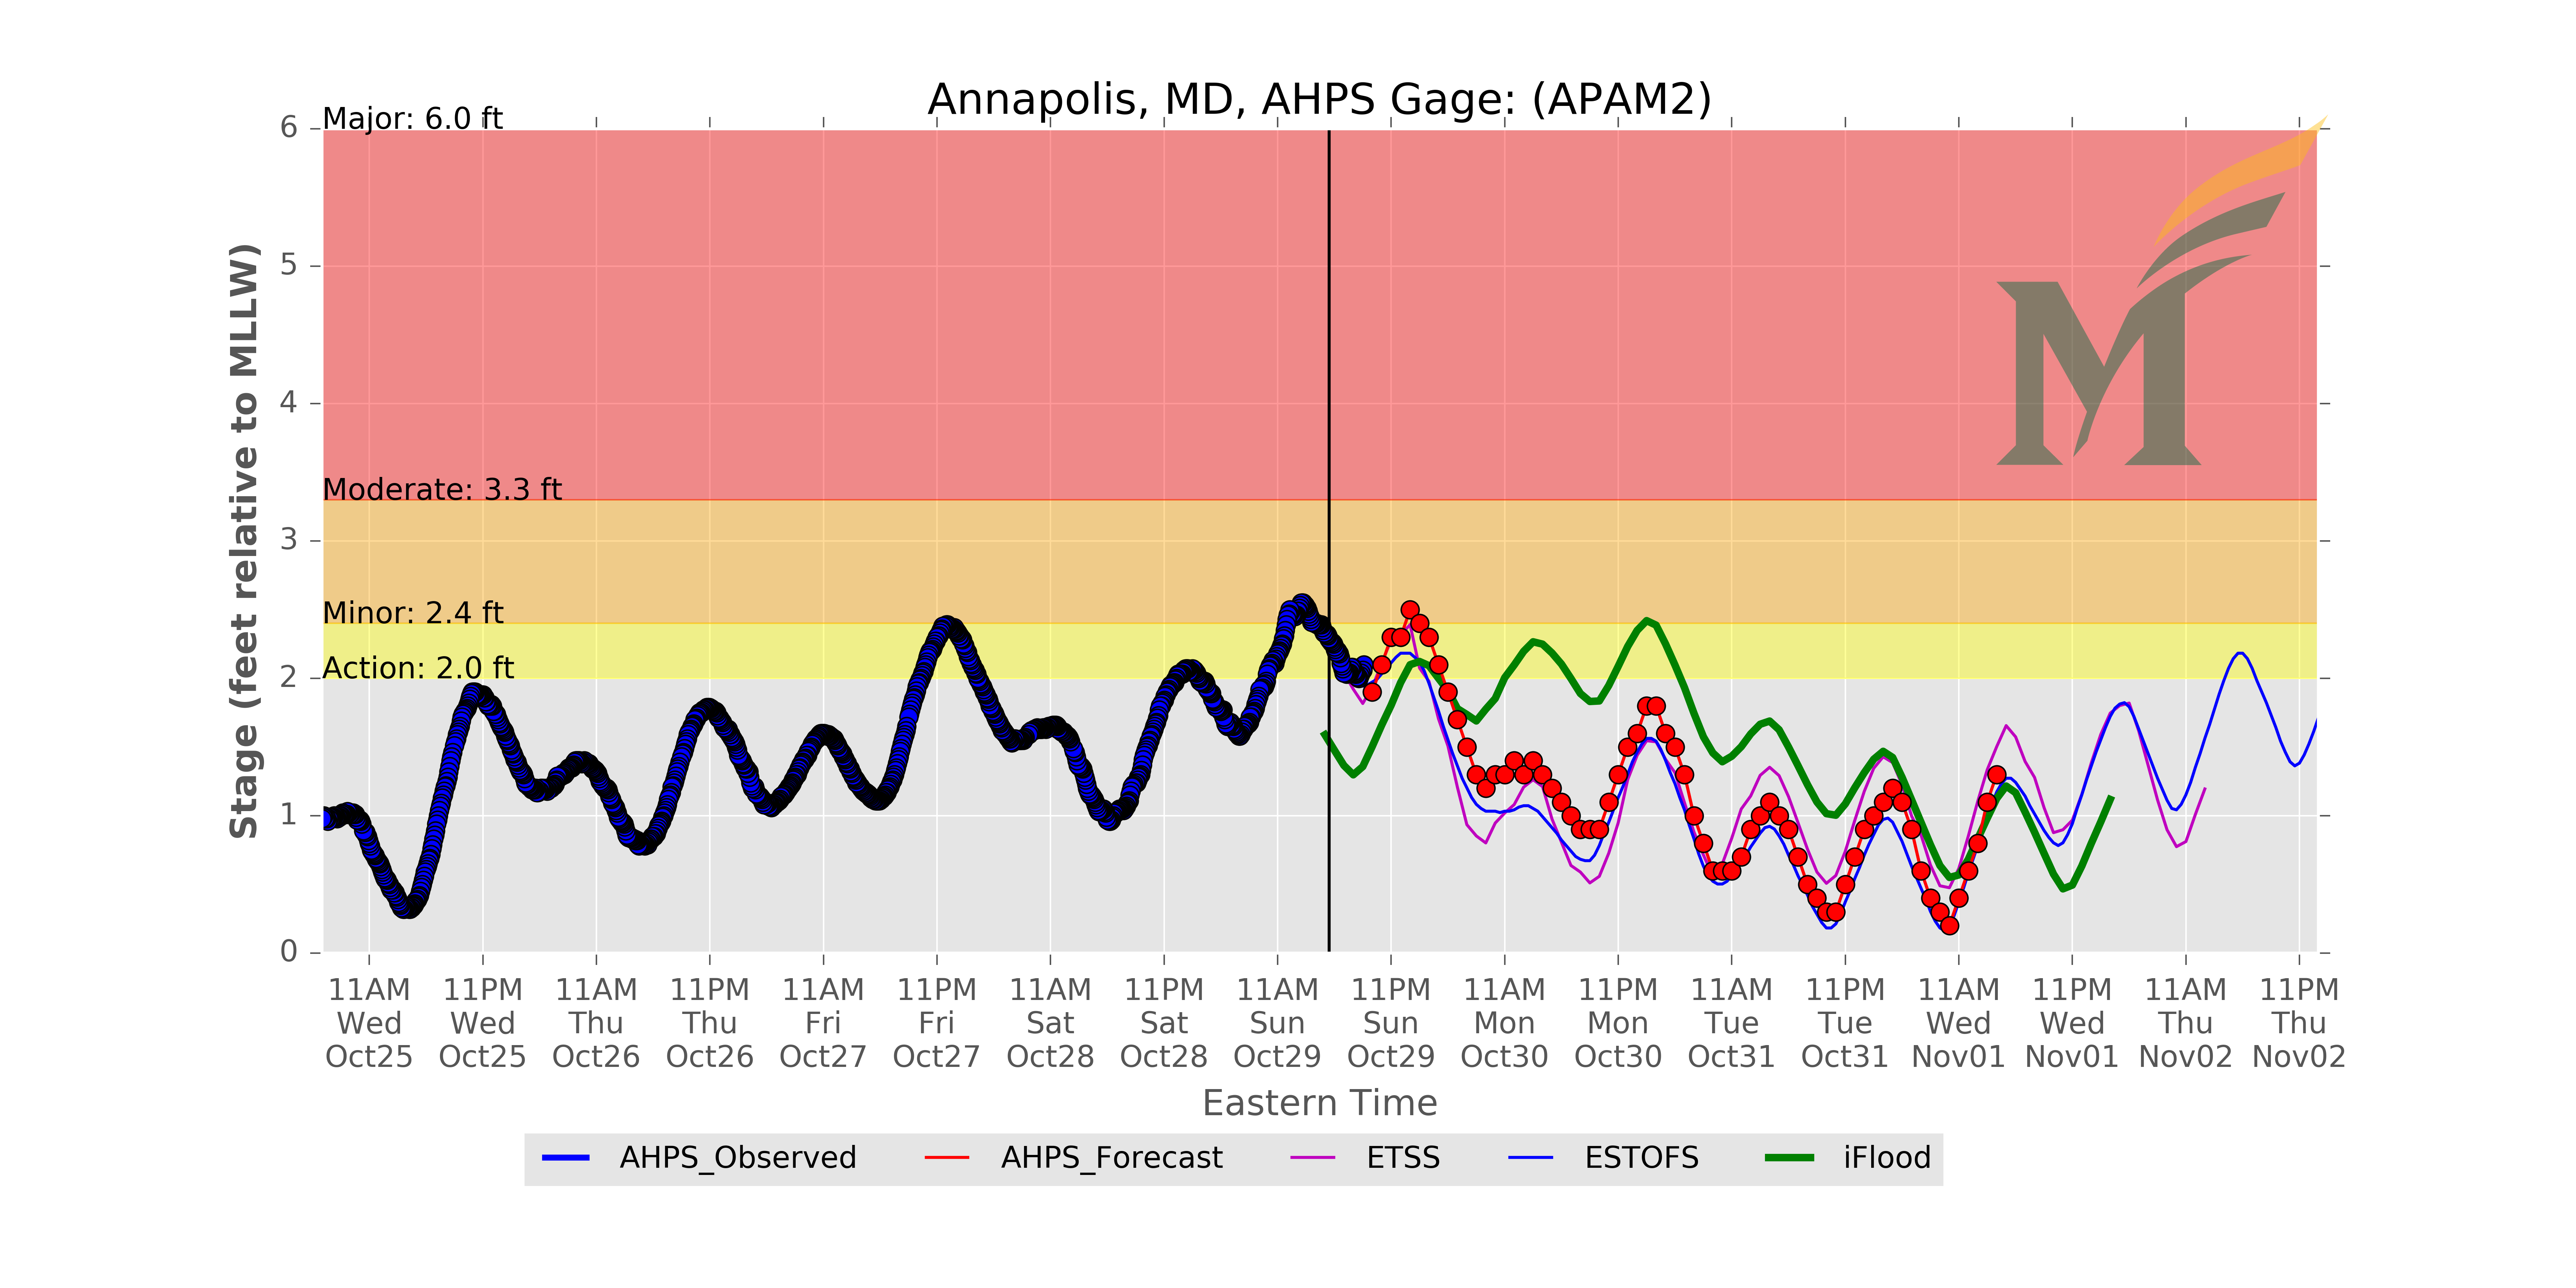 Annapolis, MD, AHPS Gage: (APAM2)
Major: 6.0 ft
Moderate: 3.3 ft
Minor: 2.4 ft
Action: 2.0 ft
6
5
4
3
2
1
0
Stage (feet relative to MLLW)
11AM 11PM 11AM 11PM 11AM 11PM 11AM 11PM 11AM 11PM 11AM 11PM 11AM 11PM 11AM 11PM 11AM 11PM
Wed Wed Thu Thu Fri Fri Sat Sat Sun Sun Mon Mon Tue Tue Wed Wed Thu Thu
Oct25 Oct25 Oct26 Oct26 Oct27 Oct27 Oct28 Oct28 Oct29 Oct29 Oct30 Oct30 Oct31 Oct31 Nov01 Nov01 Nov02 Nov02
Eastern Time
AHPS_Observed AHPS_Forecast ETSS ESTOFS iFlood
M